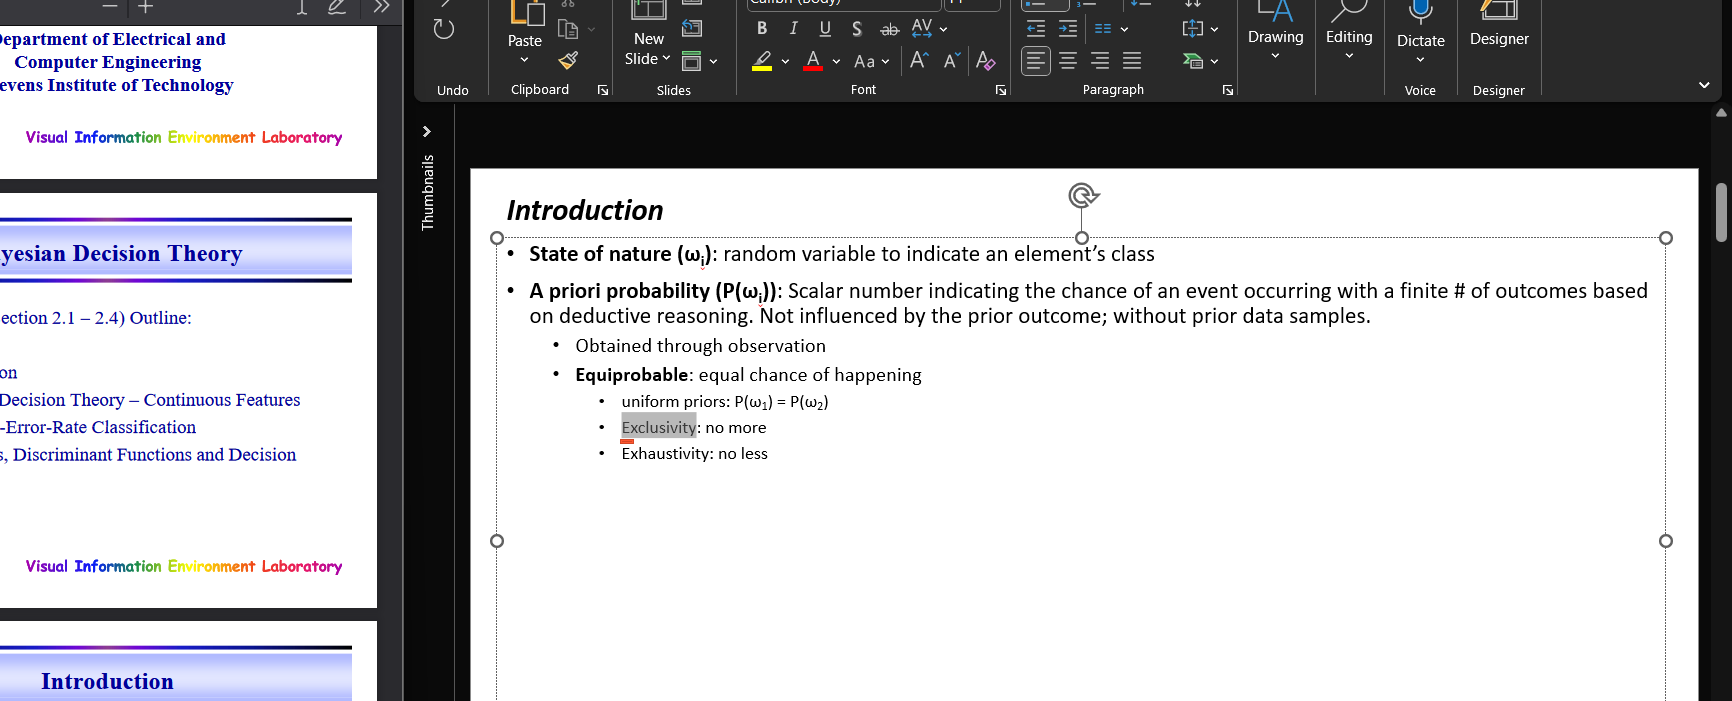 Department of Electrical and
Computer Engineering
evens Institute of Technology
Visual Information Environment Laboratory
yesian Decision Theory
ection 2.1 – 2.4) Outline:
on
Decision Theory – Continuous Features
-Error-Rate Classification
s, Discriminant Functions and Decision
Visual Information Environment Laboratory
Introduction
Paste
New
Slide
B I U S ab AV
A Aa A A A
Drawing
Editing
Dictate
Designer
Undo
Clipboard
Slides
Font
Paragraph
Voice
Designer
Thumbnails
Introduction
• State of nature (ωi): random variable to indicate an element’s class
• A priori probability (P(ωi)): Scalar number indicating the chance of an event occurring with a finite # of outcomes based
on deductive reasoning. Not influenced by the prior outcome; without prior data samples.
• Obtained through observation
• Equiprobable: equal chance of happening
• uniform priors: P(ω1) = P(ω2)
• Exclusivity: no more
• Exhaustivity: no less